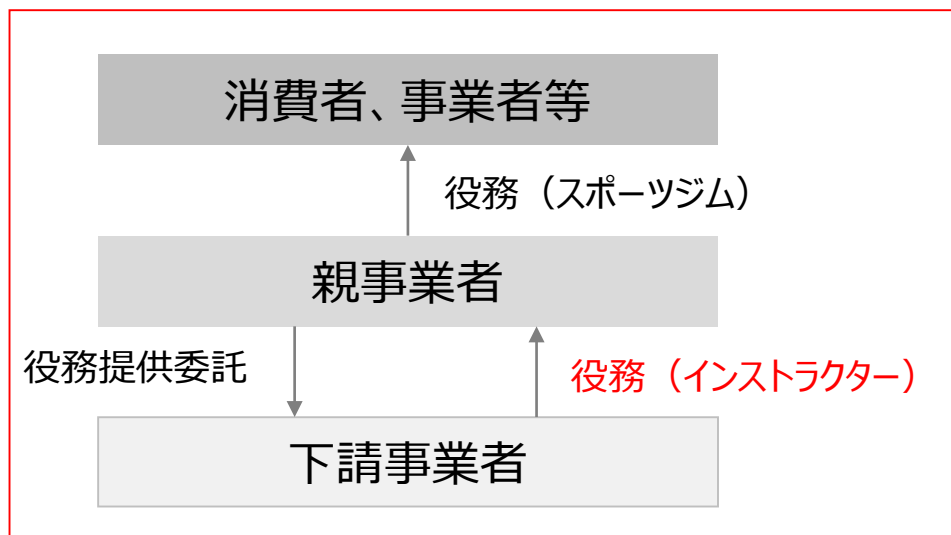 消費者、事業者等
役務（スポーツジム）
親事業者
役務提供委託
役務（インストラクター）
下請事業者